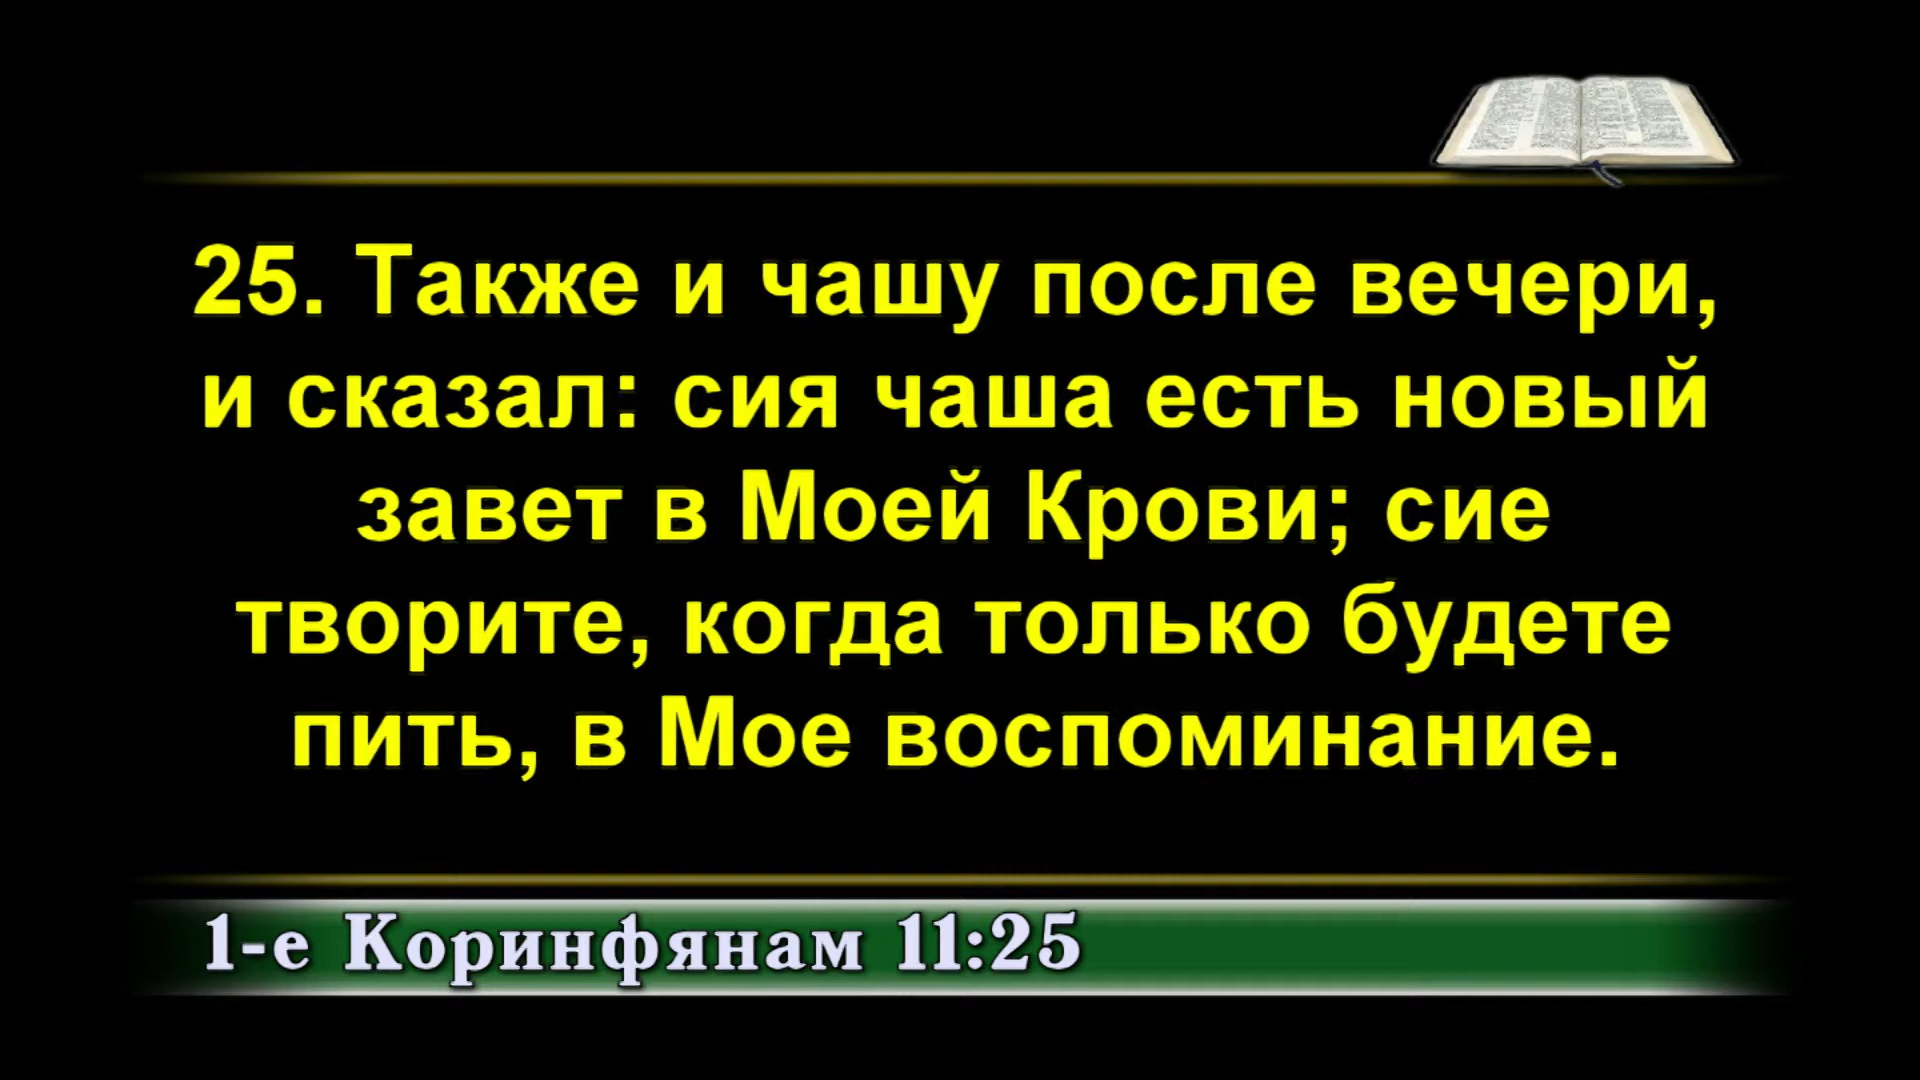 25. Также и чашу после вечери,
и сказал: сия чаша есть новый
завет в Моей Крови; сие
творите, когда только будете
пить, в Мое воспоминание.
1-е Коринфянам 11:25